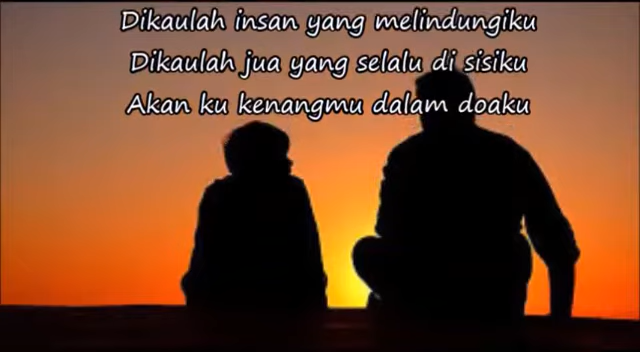 Dikaulah insan yang melindungiku
Dikaulah jua yang selalu di sisiku
Akan ku kenangmu dalam doaku